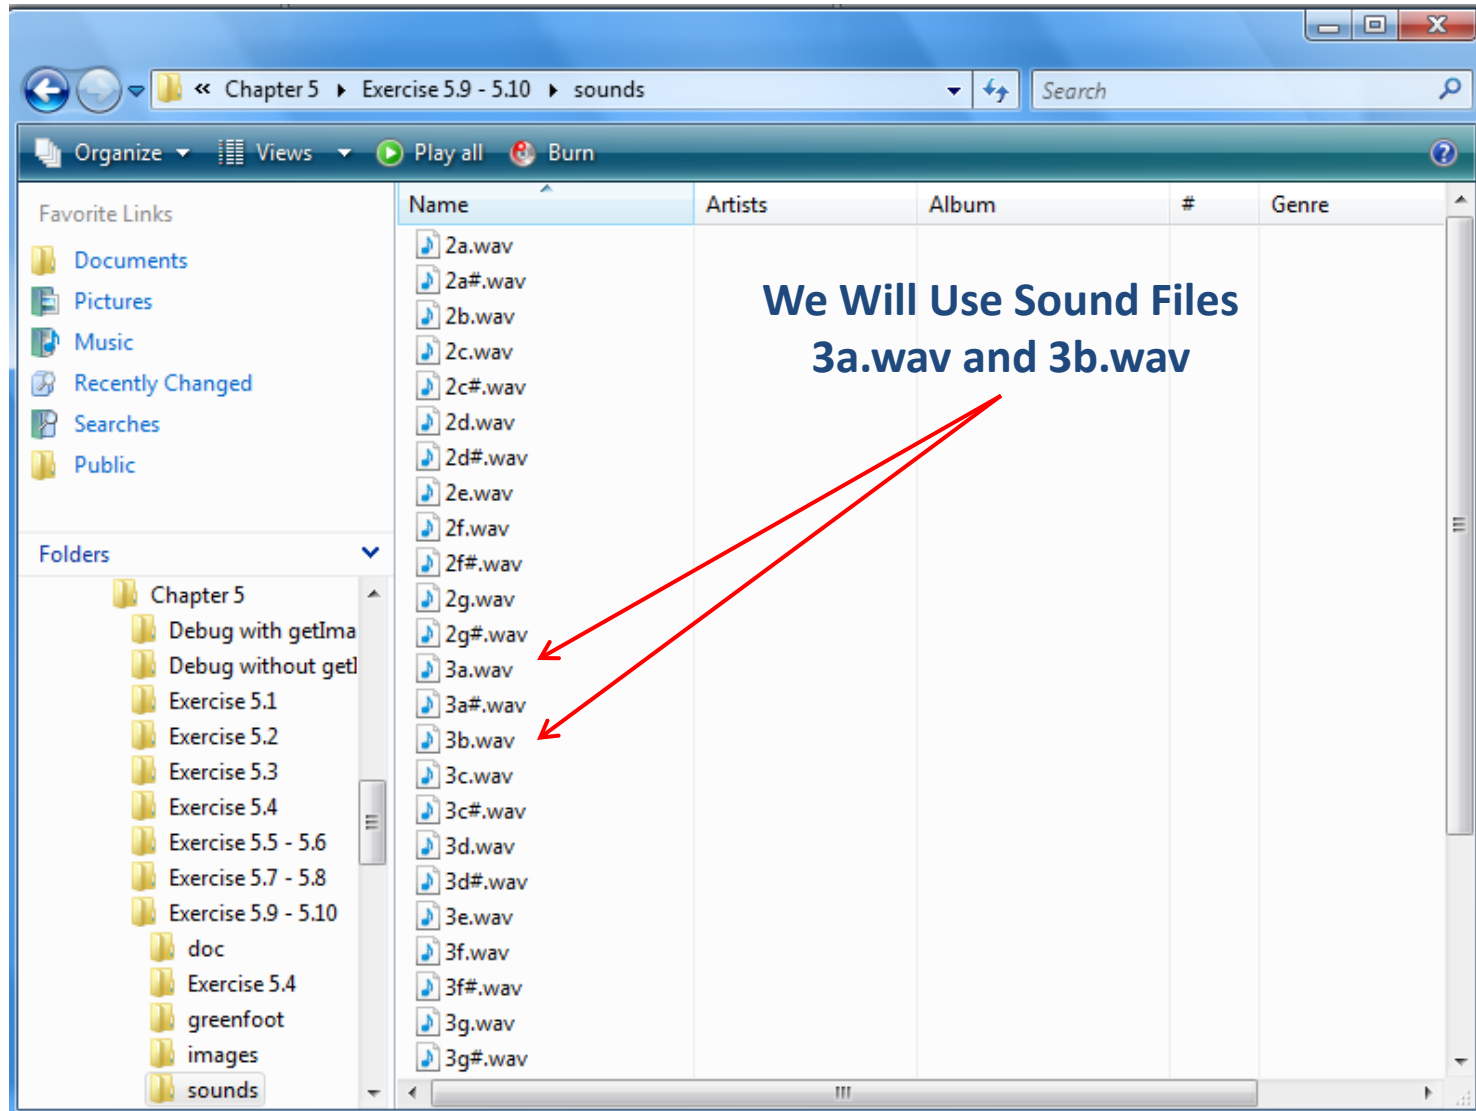 « Chapter 5 ▸ Exercise 5.9 - 5.10 ▸ sounds
Search
Organize
Views
Play all
Burn
Favorite Links
Documents
Pictures
Music
Recently Changed
Searches
Public
Folders
Chapter 5
Debug with getIma
Debug without getI
Exercise 5.1
Exercise 5.2
Exercise 5.3
Exercise 5.4
Exercise 5.5 - 5.6
Exercise 5.7 - 5.8
Exercise 5.9 - 5.10
doc
Exercise 5.4
greenfoot
images
sounds
Name Artists Album # Genre
2a.wav
2a#.wav
2b.wav
2c.wav
2c#.wav
2d.wav
2d#.wav
2e.wav
2f.wav
2f#.wav
2g.wav
2g#.wav
3a.wav
3a#.wav
3b.wav
3c.wav
3c#.wav
3d.wav
3d#.wav
3e.wav
3f.wav
3f#.wav
3g.wav
3g#.wav
We Will Use Sound Files
3a.wav and 3b.wav